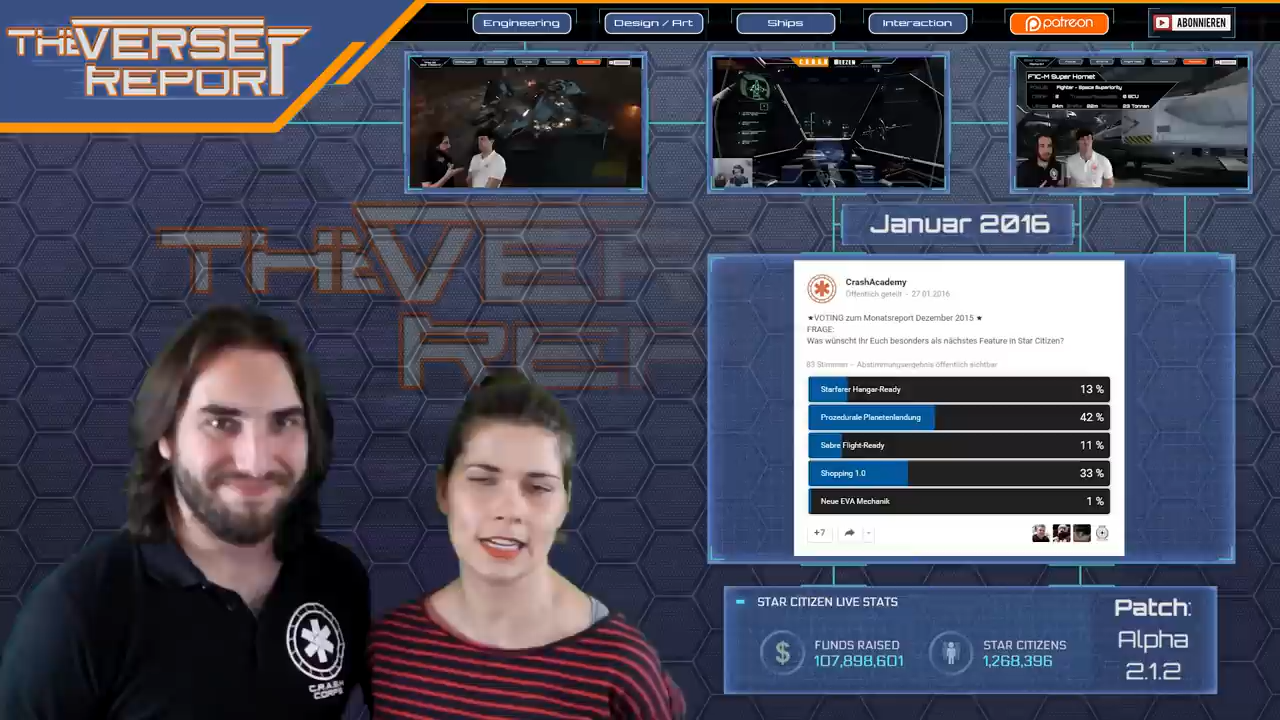 THE VERSE
REPORT
Engineering
Design / Art
Ships
Interaction
patreon
ABONNIEREN
F7C-M Super Hornet
Fighter - Space Superiority
Januar 2016
CrashAcademy
Öffentlich geteilt - 27.01.2016
★VOTING zum Monatsreport Dezember 2015 ★
FRAGE:
Was wünscht Ihr Euch besonders als nächstes Feature in Star Citizen?
83 Stimmen - Abstimmungsergebnis öffentlich sichtbar
Starfarer Hangar-Ready 13 %
Prozedurale Planetenlandung 42 %
Sabre Flight-Ready 11 %
Shopping 1.0 33 %
Neue EVA Mechanik 1 %
+7
STAR CITIZEN LIVE STATS
FUNDS RAISED
107,898,601
STAR CITIZENS
1,268,396
Patch:
Alpha
2.1.2
C.R.A.S.H.
CORPS